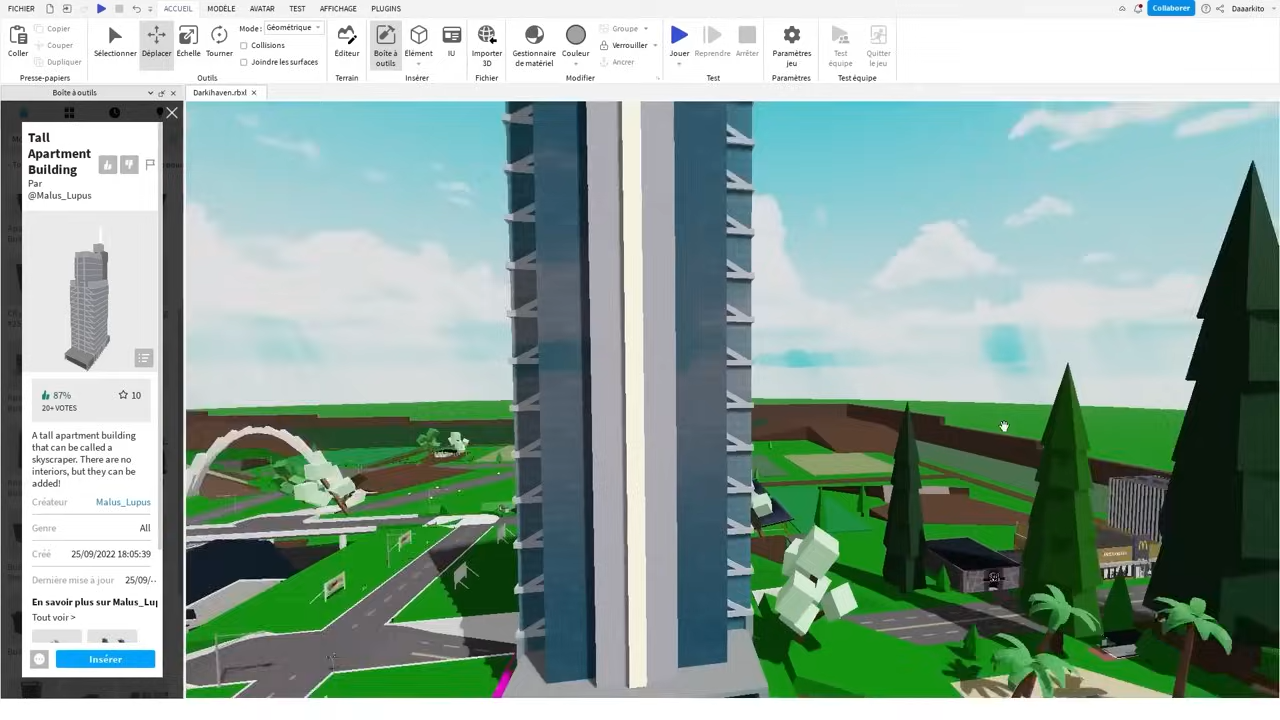 FICHIER
ACCUEIL
MODÈLE
AVATAR
TEST
AFFICHAGE
PLUGINS
Collaborer
Daaarkito
Coller
Copier
Couper
Dupliquer
Presse-papiers
Sélectionner
Déplacer
Échelle
Tourner
Mode :
Géométrique
Collisions
Joindre les surfaces
Outils
Éditeur
Terrain
Boîte à
outils
Élément
IU
Insérer
Importer
3D
Fichier
Gestionnaire
de matériel
Couleur
Groupe
Verrouiller
Ancrer
Modifier
Jouer
Reprendre
Arrêter
Test
Paramètres
jeu
Paramètres
Test
équipe
Quitter
le jeu
Test équipe
Boîte à outils
Darkihaven.rbxl
Tall
Apartment
Building
Par
@Malus_Lupus
87%
10
20+ VOTES
A tall apartment building
that can be called a
skyscraper. There are no
interiors, but they can be
added!
Créateur
Malus_Lupus
Genre
All
Créé
25/09/2022 18:05:39
Dernière mise à jour
25/09/··
En savoir plus sur Malus_Lup
Tout voir >
Insérer